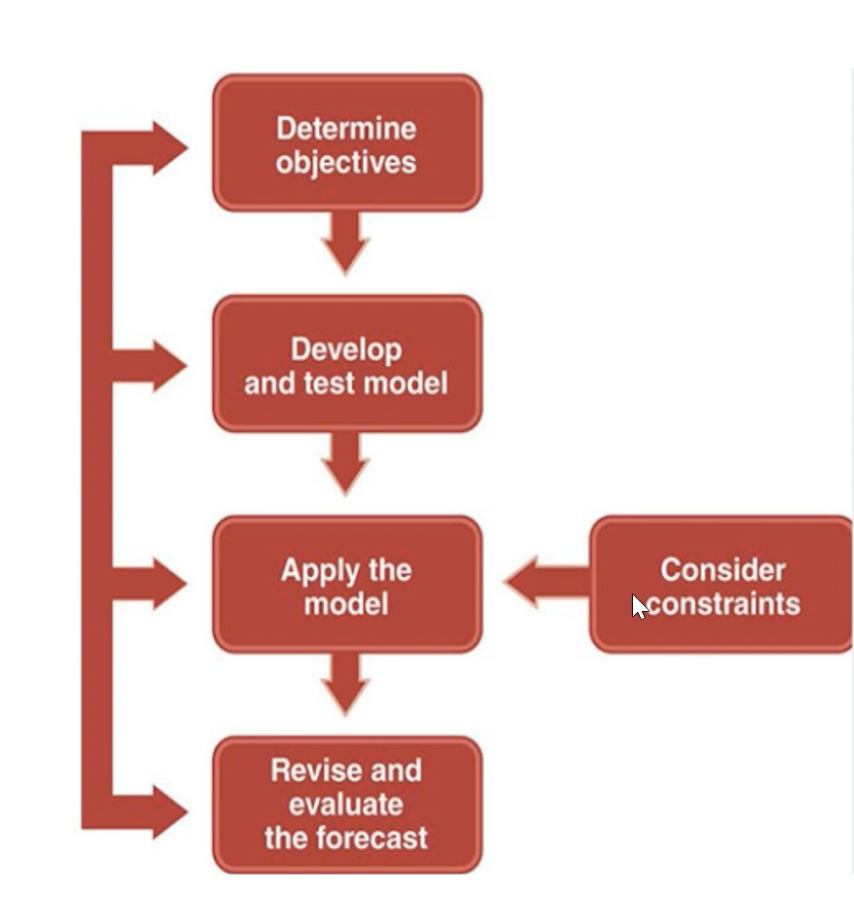 Determine
objectives
Develop
and test model
Apply the
model
Consider
constraints
Revise and
evaluate
the forecast